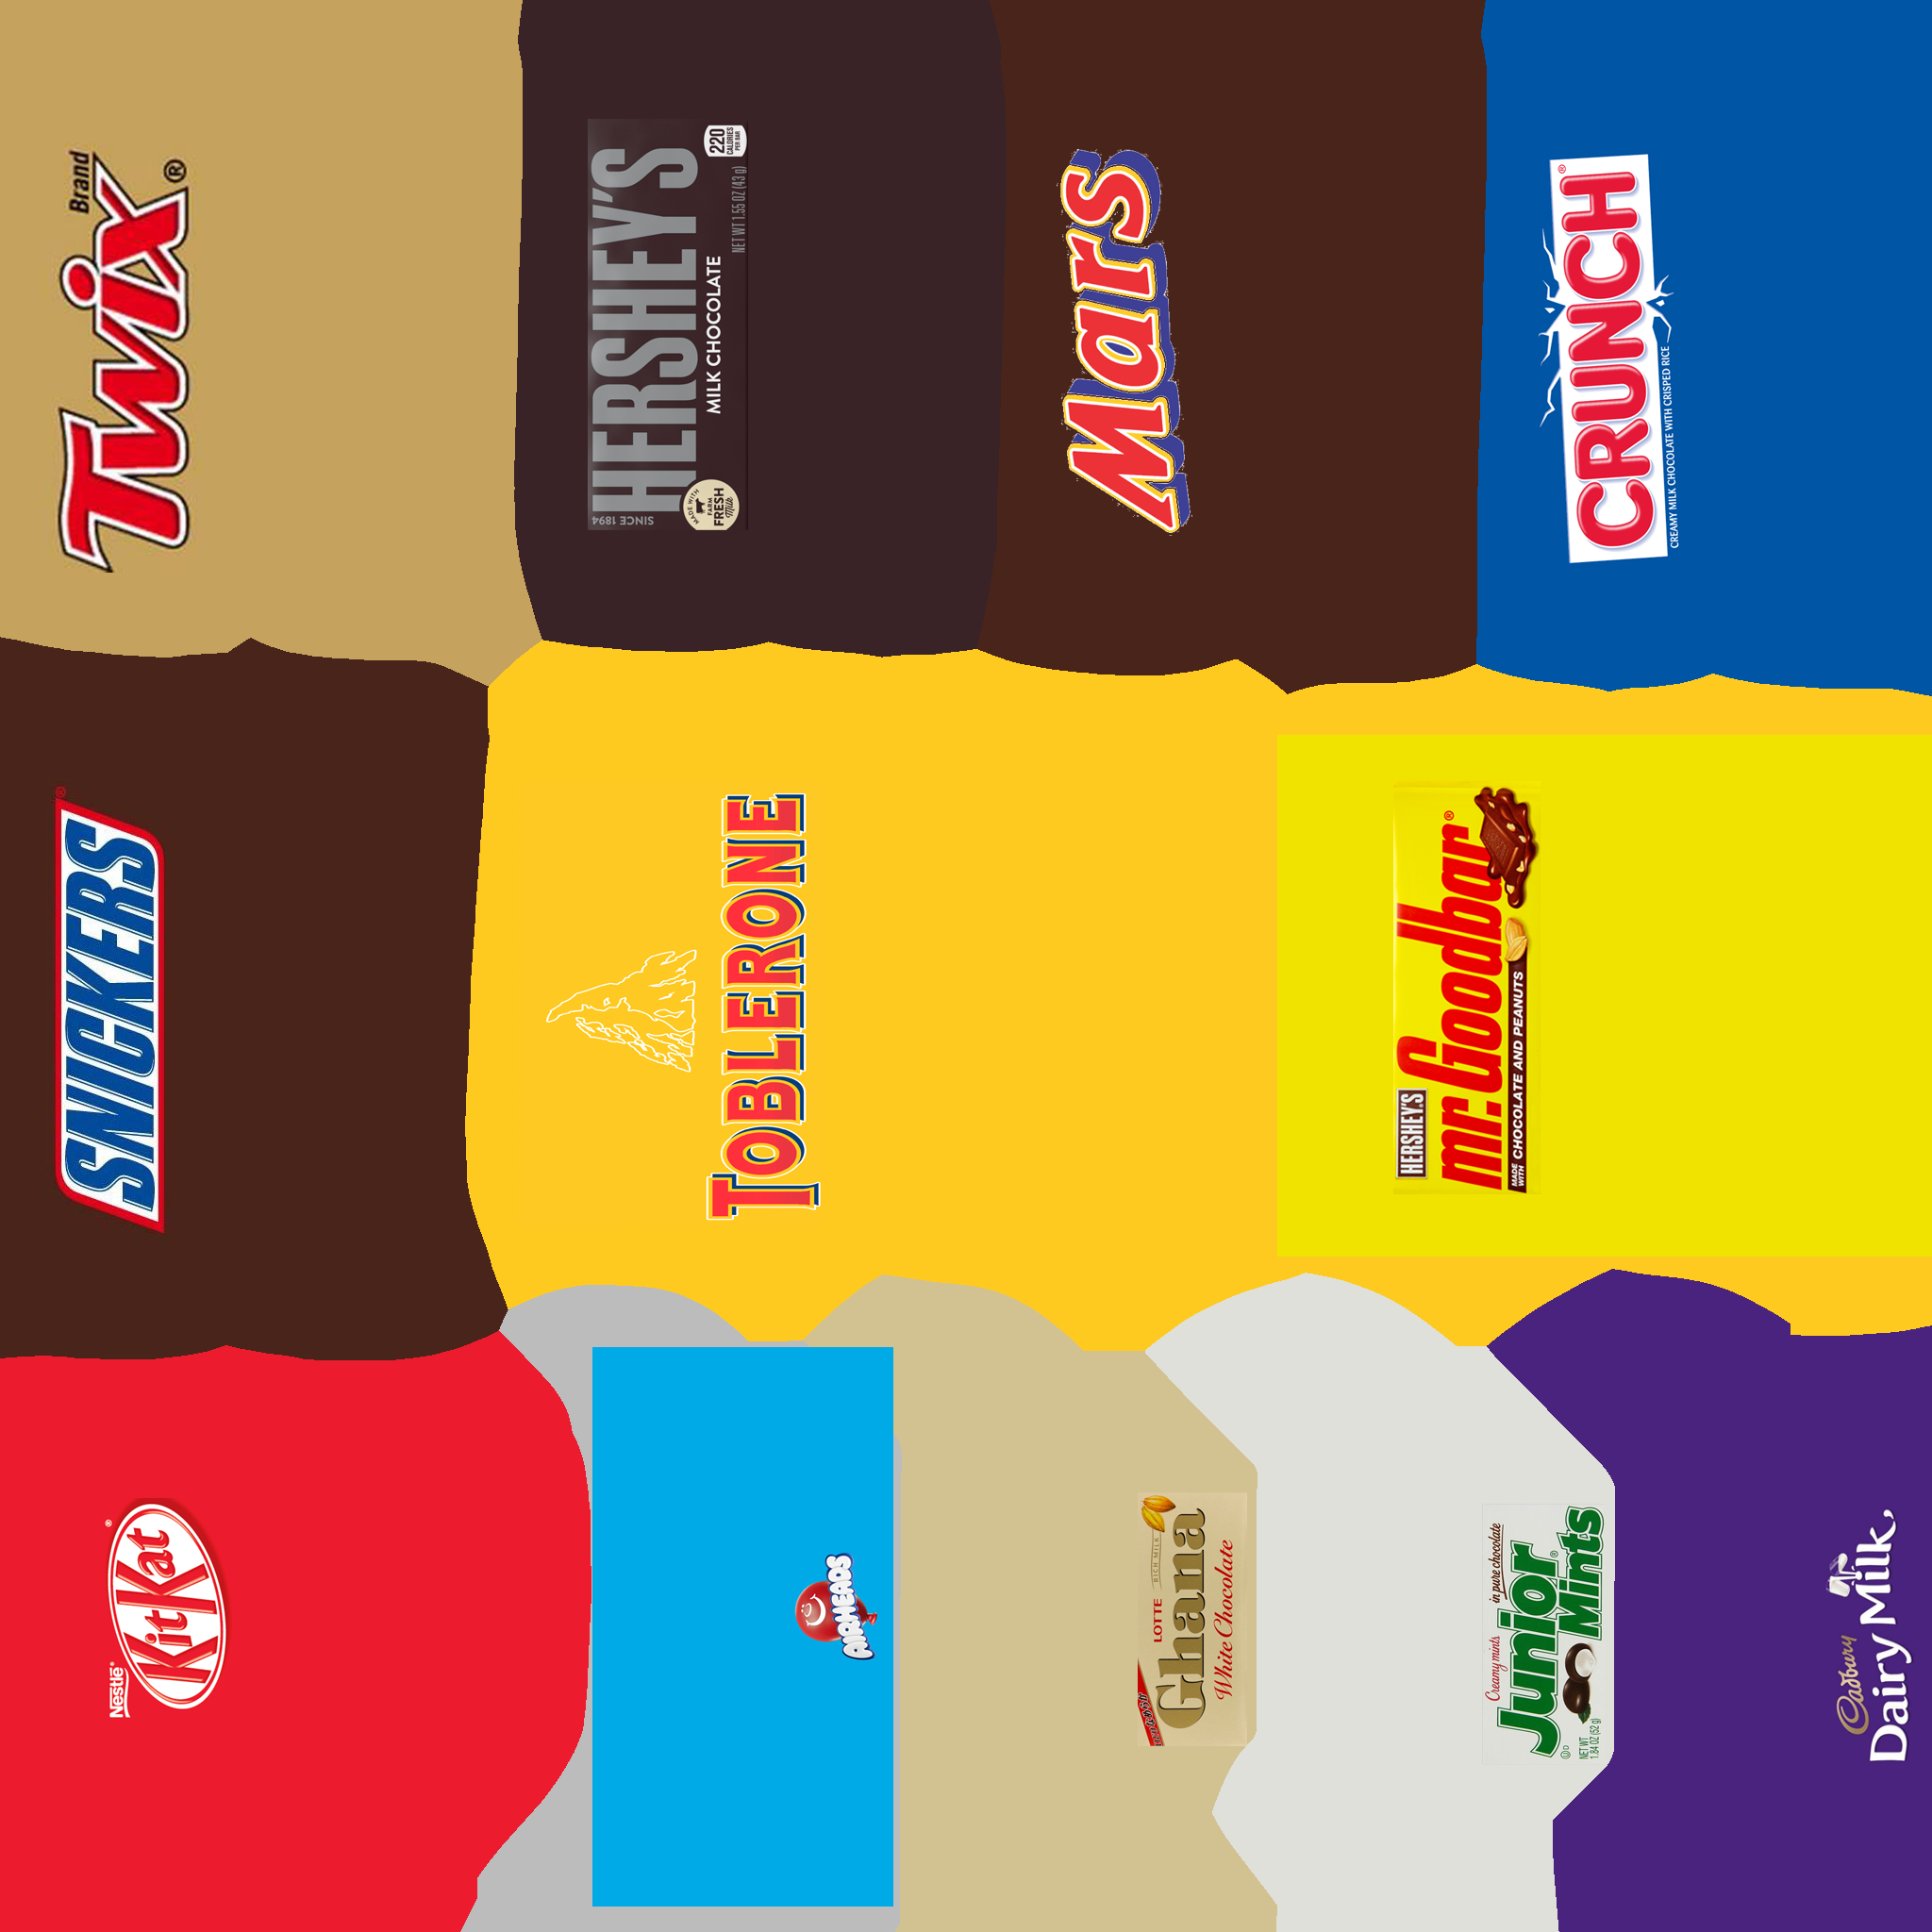 Brand
Twix®
HERSHEY'S
MILK CHOCOLATE
SINCE 1894
MADE WITH
FARM
FRESH
Milk
220
CALORIES
PER BAR
NET WT 1.55 OZ (43 g)
Mars
CRUNCH®
CREAMY MILK CHOCOLATE WITH CRISPED RICE
SNICKERS®
TOBLERONE
HERSHEY'S
mr. Goodbar®
MADE WITH CHOCOLATE AND PEANUTS
Nestlé®
KitKat®
AIRHEADS
LOTTE
RICH MILK
Ghana
White Chocolate
Creamy mints in pure chocolate
Junior®
Mints
NET WT
1.84 OZ (52 g)
Cadbury
Dairy Milk